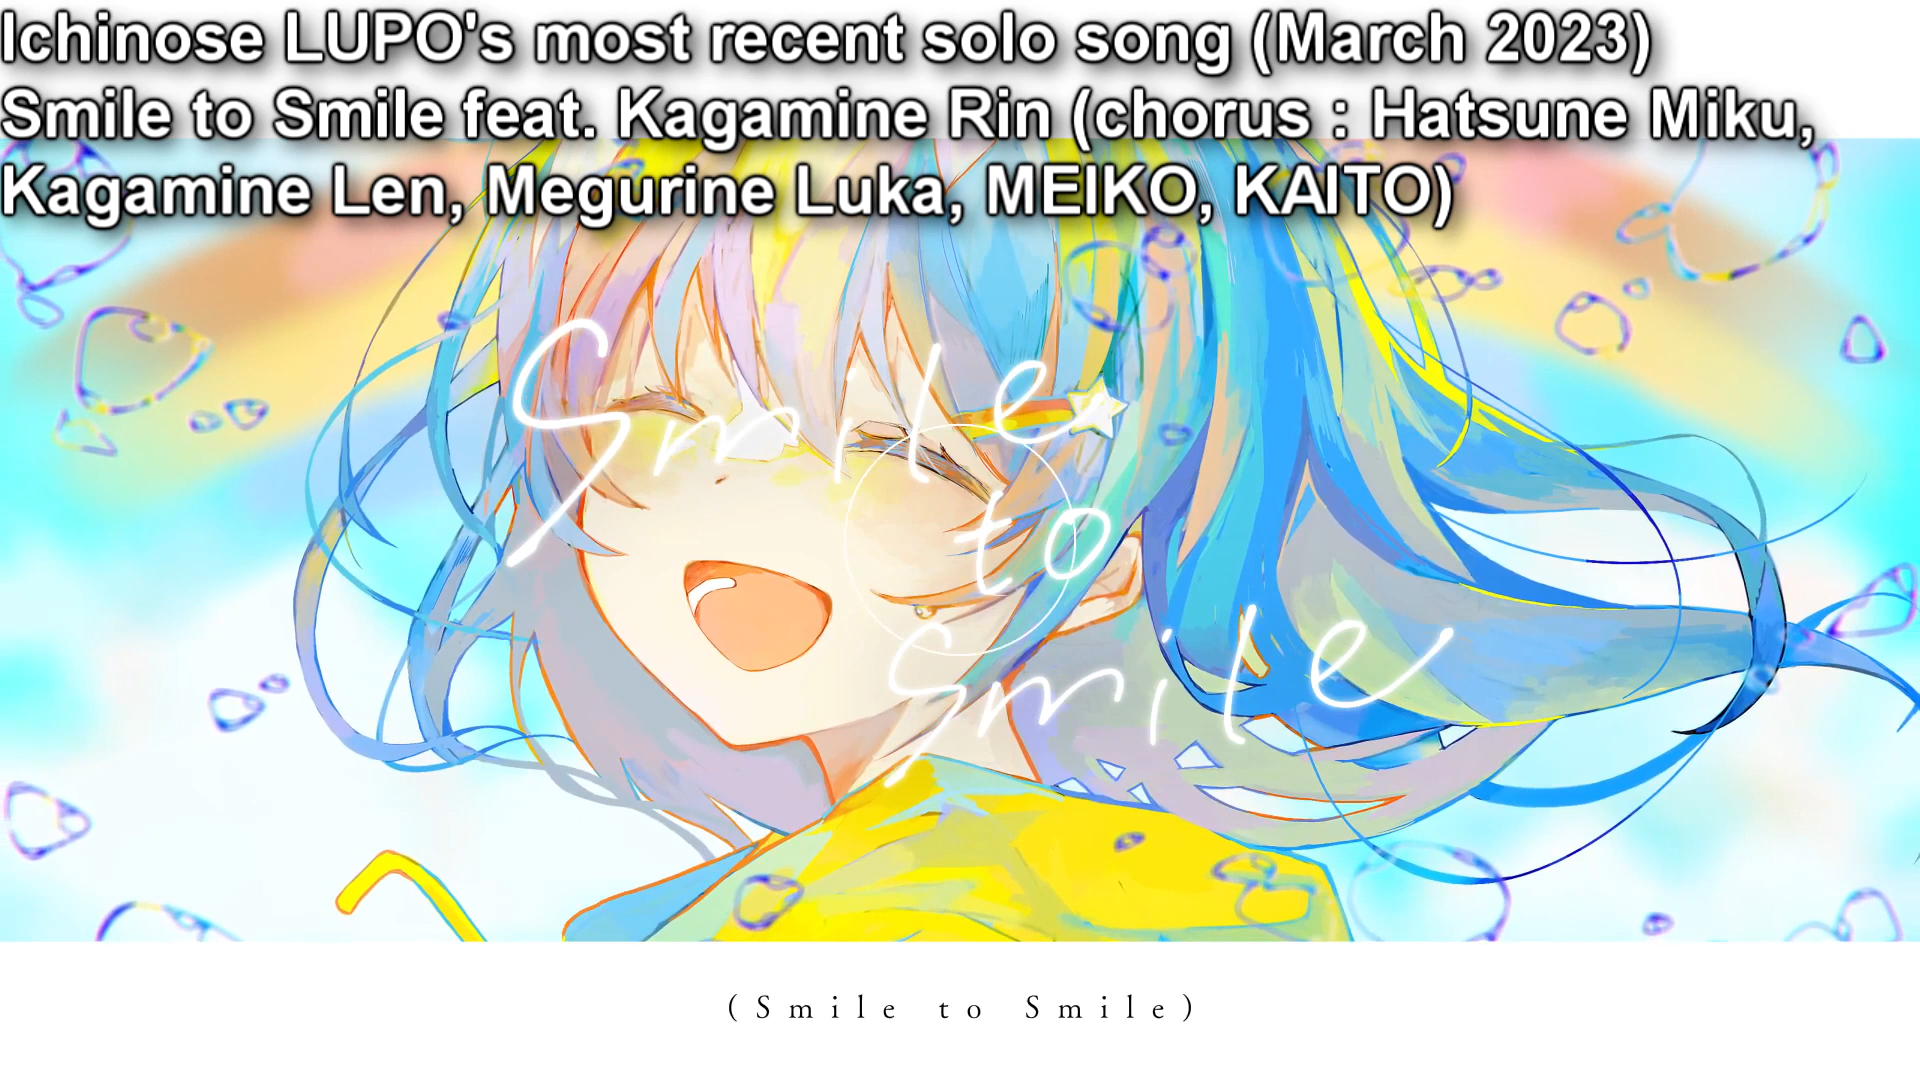 Ichinose LUPO's most recent solo song (March 2023)
Smile to Smile feat. Kagamine Rin (chorus : Hatsune Miku,
Kagamine Len, Megurine Luka, MEIKO, KAITO)
Smile
to
Smile
(Smile to Smile)